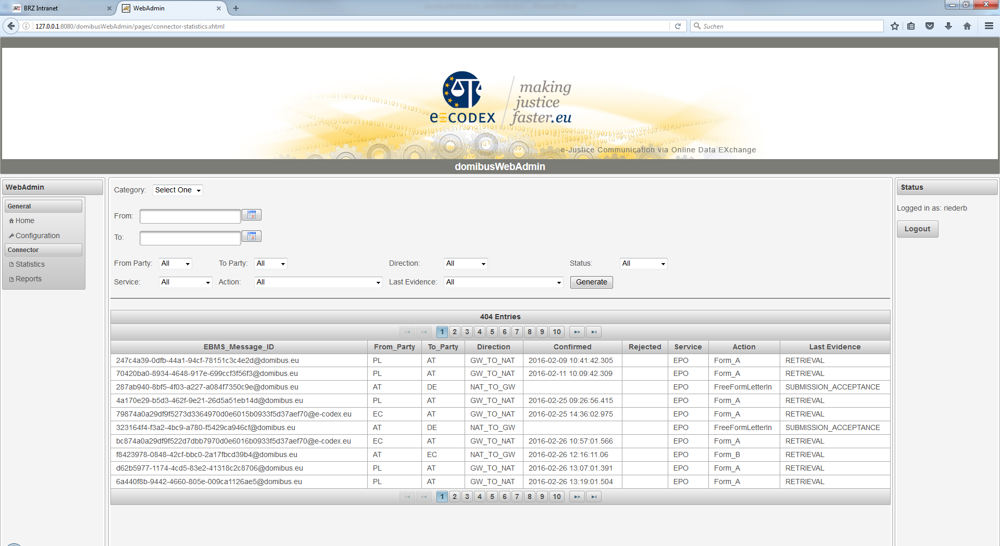 BRZ Intranet
WebAdmin
127.0.0.1:8080/domibusWebAdmin/pages/connector-statistics.xhtml
Suchen
e-CODEX
making
justice
faster.eu
e-Justice Communication via Online Data EXchange
domibusWebAdmin
WebAdmin
General
Home
Configuration
Connector
Statistics
Reports
Category: Select One
From:
To:
From Party: All To Party: All Direction: All Status: All
Service: All Action: All Last Evidence: All Generate
Status
Logged in as: riederb
Logout
404 Entries
1 2 3 4 5 6 7 8 9 10
EBMS_Message_ID From_Party To_Party Direction Confirmed Rejected Service Action Last Evidence
247c4a39-0dfb-44a1-94cf-78151c3c4e2d@domibus.eu PL AT GW_TO_NAT 2016-02-09 10:41:42.305 EPO Form_A RETRIEVAL
70420ba0-8934-4648-917e-699ccf3f56f3@domibus.eu PL AT GW_TO_NAT 2016-02-11 10:09:42.309 EPO Form_A RETRIEVAL
287ab940-8bf5-4f03-a227-a084f7350c9e@domibus.eu AT DE NAT_TO_GW EPO FreeFormLetterIn SUBMISSION_ACCEPTANCE
4a170e29-b5d3-462f-9e21-26d5a51eb14d@domibus.eu PL AT GW_TO_NAT 2016-02-25 09:26:56.415 EPO Form_A RETRIEVAL
79874a0a29df9f5273d3364970d0e6015b0933f5d37aef70@e-codex.eu EC AT GW_TO_NAT 2016-02-25 14:36:02.975 EPO Form_A RETRIEVAL
323164f4-f3a2-4bc9-a780-f5429ca946cf@domibus.eu AT DE NAT_TO_GW EPO FreeFormLetterIn SUBMISSION_ACCEPTANCE
bc874a0a29df9f522d7dbb7970d0e6016b0933f5d37aef70@e-codex.eu EC AT GW_TO_NAT 2016-02-26 10:57:01.566 EPO Form_A RETRIEVAL
f8423978-0848-42cf-bbc0-2a17fbcd39b4@domibus.eu AT EC NAT_TO_GW 2016-02-26 12:16:11.06 EPO Form_B RETRIEVAL
d62b5977-1174-4cd5-83e2-41318c2c8706@domibus.eu PL AT GW_TO_NAT 2016-02-26 13:07:01.391 EPO Form_A RETRIEVAL
6a440f8b-9442-4660-805e-009ca1126ae5@domibus.eu PL AT GW_TO_NAT 2016-02-26 13:19:01.504 EPO Form_A RETRIEVAL
1 2 3 4 5 6 7 8 9 10